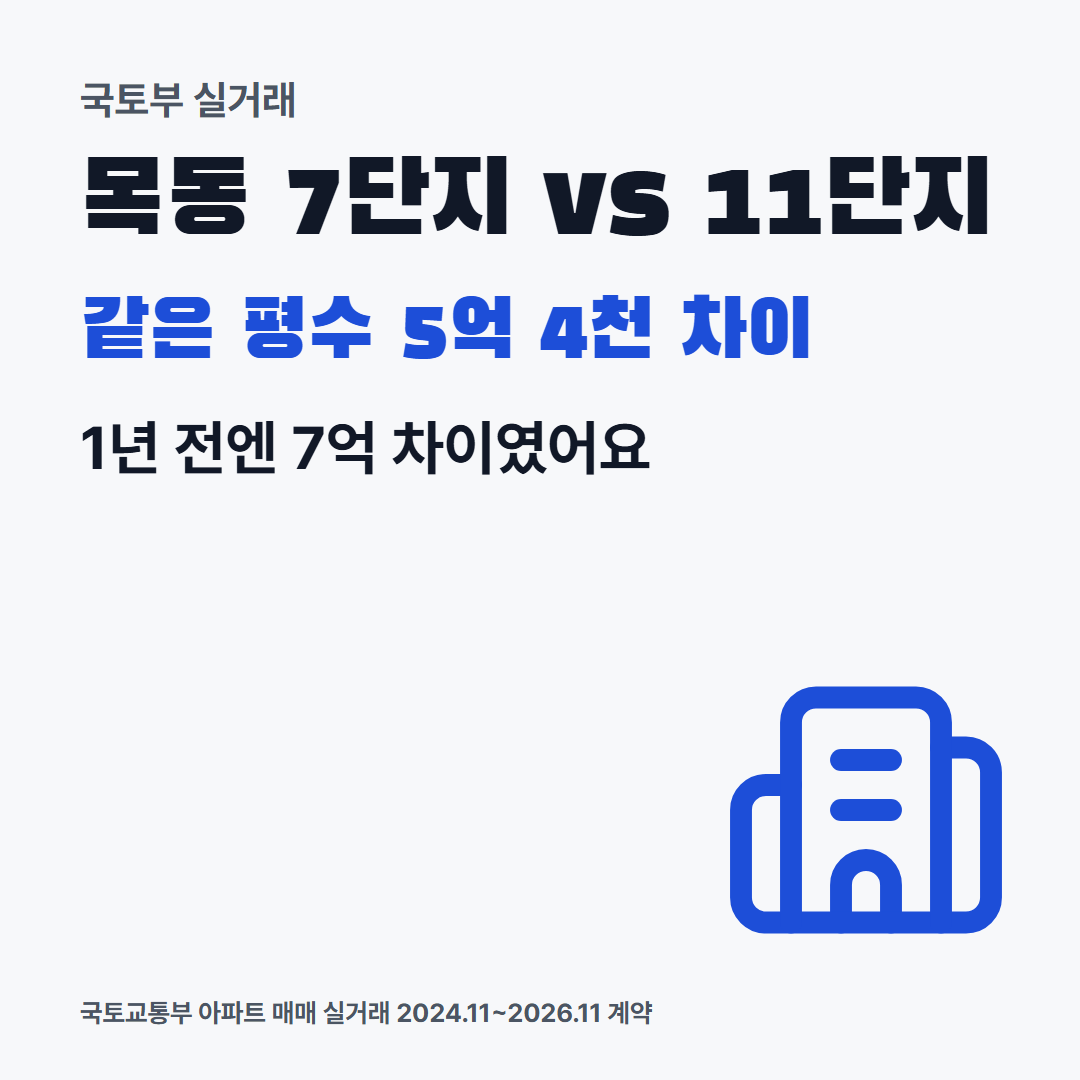 국토부 실거래
목동 7단지 vs 11단지
같은 평수 5억 4천 차이
1년 전엔 7억 차이였어요
국토교통부 아파트 매매 실거래 2024.11~2026.11 계약